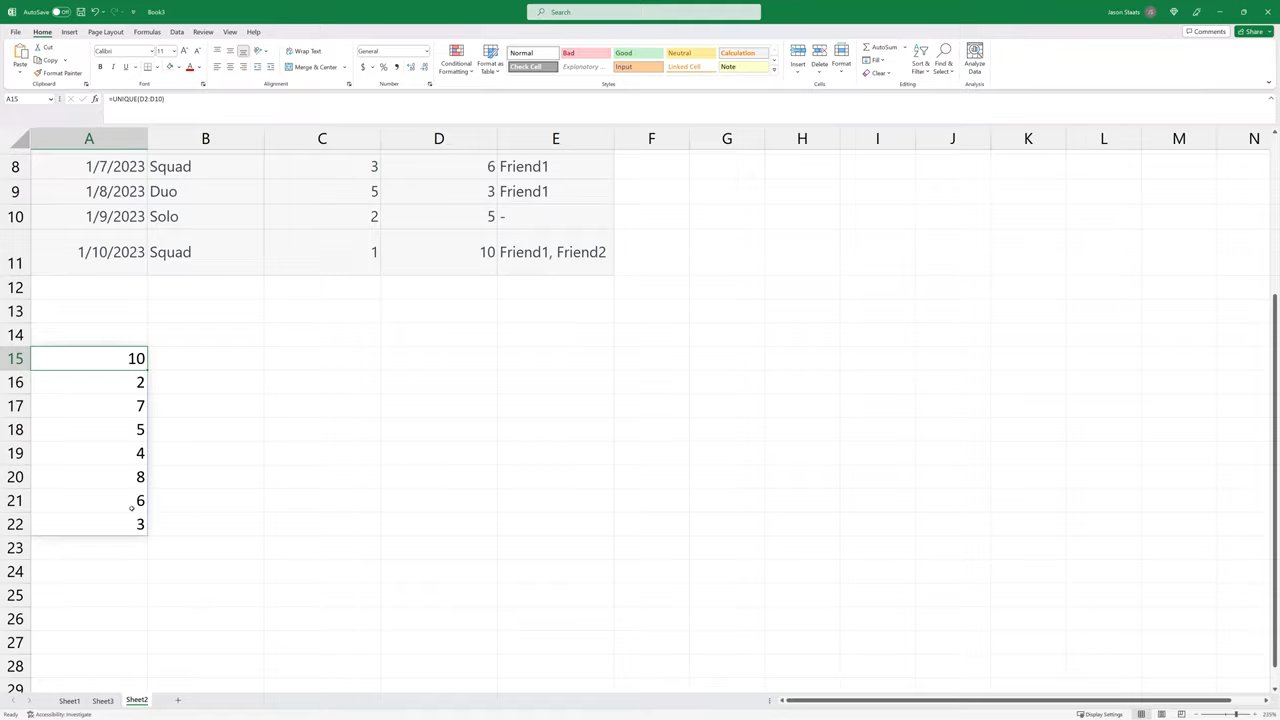 AutoSave Off Book3 Search Jason Staats JS
File Home Insert Page Layout Formulas Data Review View Help Comments Share
Paste Cut Copy Format Painter Clipboard
Calibri 11 B I U A A A Font
Wrap Text Merge & Center Alignment
General $ % Number
Conditional Formatting Format as Table
Normal Bad Good Neutral Calculation
Check Cell Explanatory ... Input Linked Cell Note
Styles
Insert Delete Format Cells
AutoSum Fill Clear Sort & Filter Find & Select Editing
Analyze Data Analysis
A15 fx =UNIQUE(D2:D10)
A B C D E F G H I J K L M N
8 1/7/2023 Squad 3 6 Friend1
9 1/8/2023 Duo 5 3 Friend1
10 1/9/2023 Solo 2 5 -
11 1/10/2023 Squad 1 10 Friend1, Friend2
12
13
14
15 10
16 2
17 7
18 5
19 4
20 8
21 6
22 3
23
24
25
26
27
28
29
Sheet1 Sheet3 Sheet2 +
Ready Accessibility: Investigate Display Settings 235%